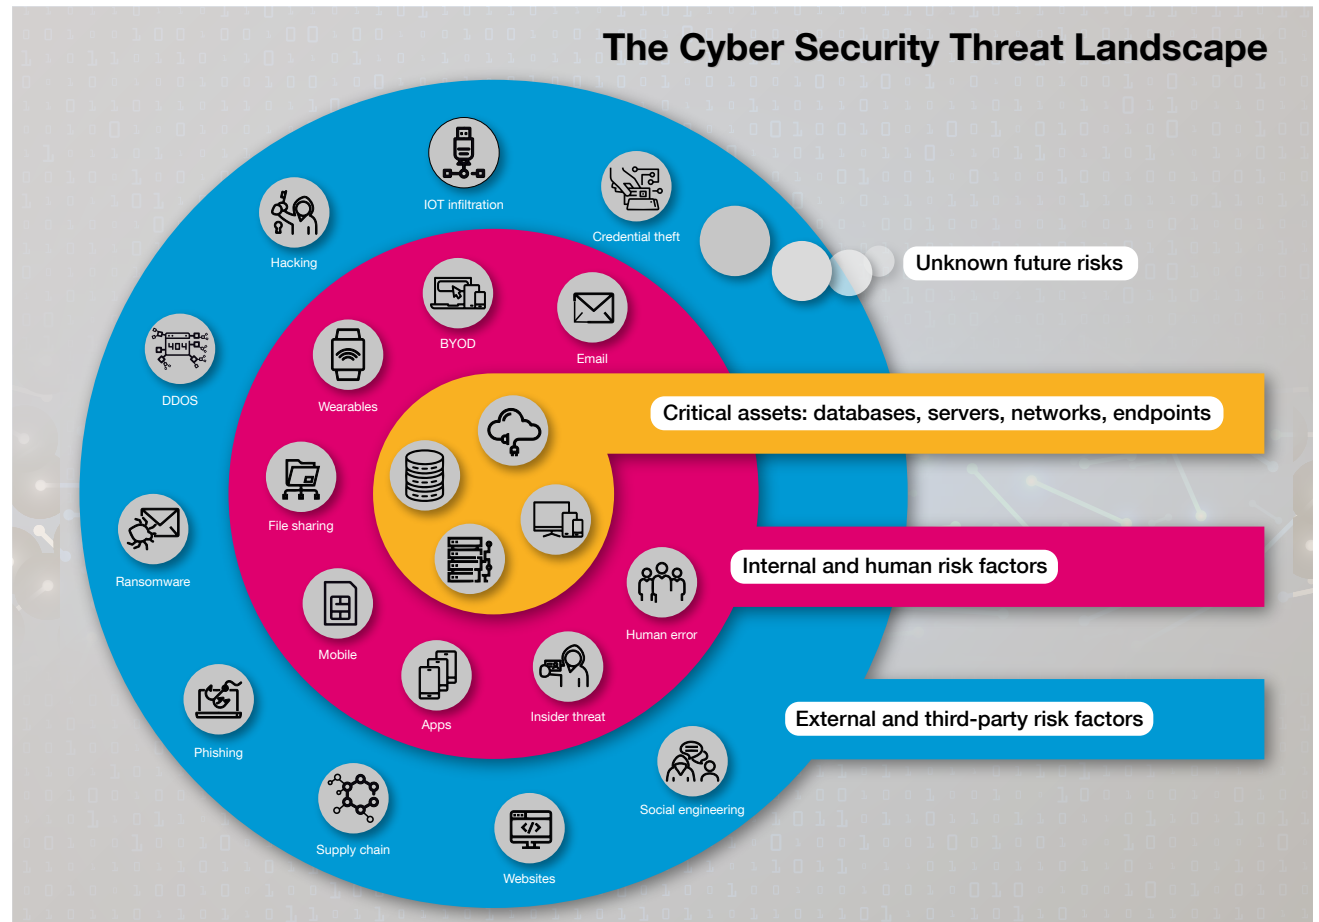 The Cyber Security Threat Landscape
IOT infiltration
Credential theft
Hacking
Unknown future risks
BYOD
Email
DDOS
Wearables
404
Critical assets: databases, servers, networks, endpoints
File sharing
Ransomware
Internal and human risk factors
Mobile
Human error
Apps
Insider threat
External and third-party risk factors
Phishing
Social engineering
Supply chain
</>
Websites